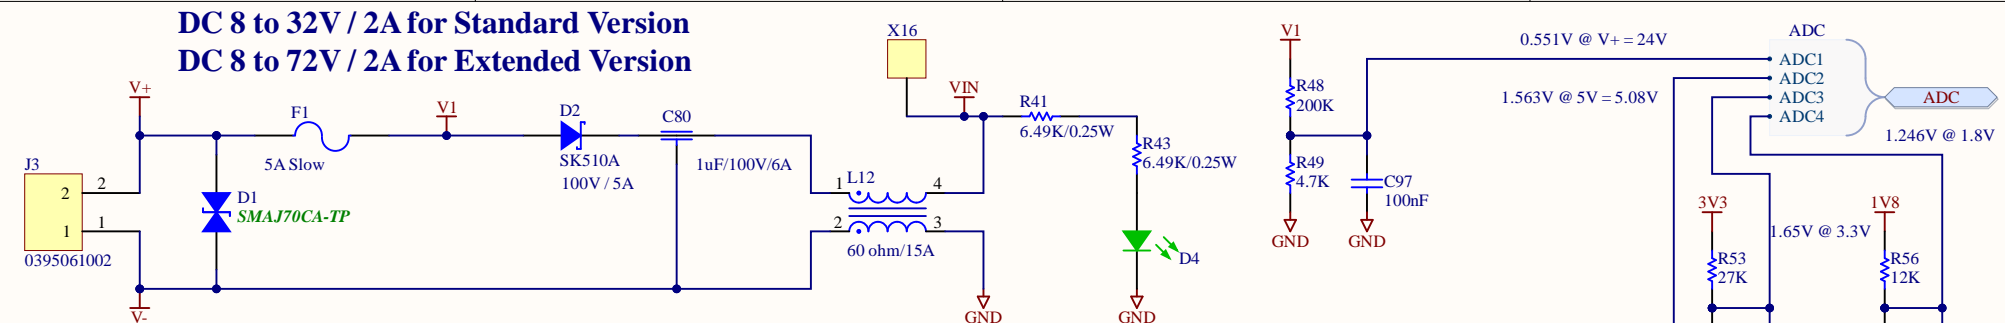 DC 8 to 32V / 2A for Standard Version
DC 8 to 72V / 2A for Extended Version
V+
F1
5A Slow
V1
D2
SK510A
100V / 5A
C80
1uF/100V/6A
J3
2
2
1
1
0395061002
D1
SMAJ70CA-TP
V-
L12
1
4
2
3
60 ohm/15A
GND
X16
VIN
R41
6.49K/0.25W
R43
6.49K/0.25W
D4
GND
V1
R48
200K
R49
4.7K
C97
100nF
GND
GND
0.551V @ V+ = 24V
1.563V @ 5V = 5.08V
ADC
ADC1
ADC2
ADC3
ADC4
ADC
1.246V @ 1.8V
3V3
1.65V @ 3.3V
R53
27K
1V8
R56
12K